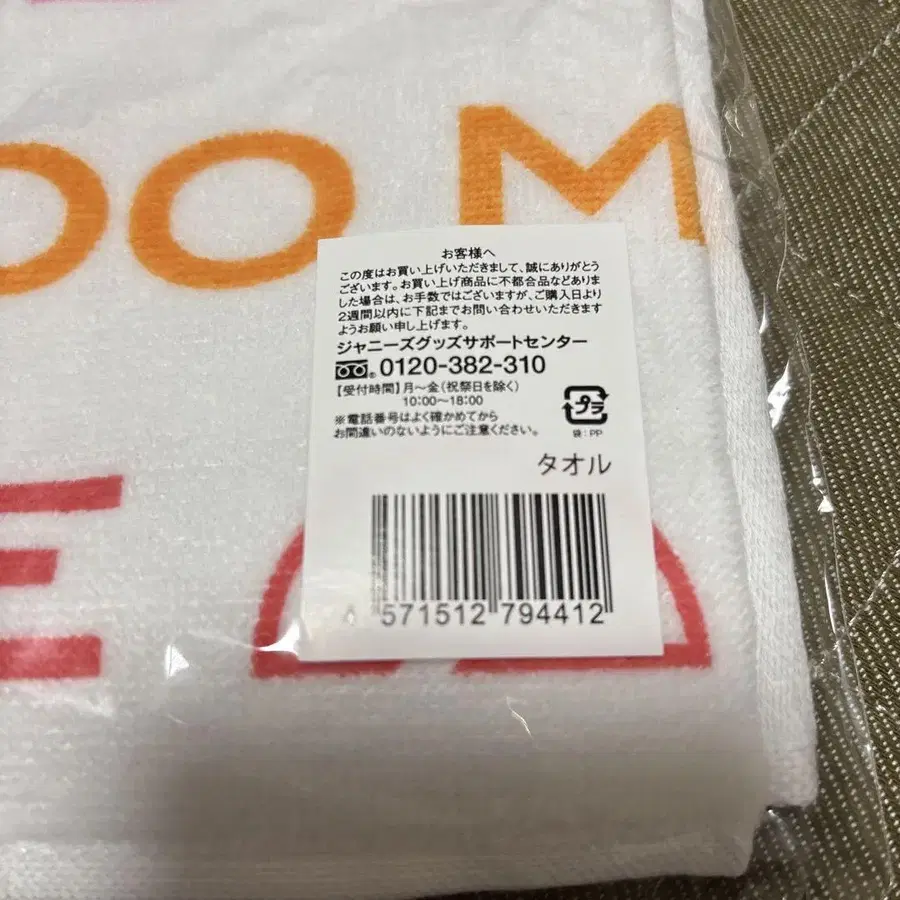 OOM
お客様へ
この度はお買い上げいただきまして、誠にありがとう
ございます。お買い上げ商品に不都合品などありま
した場合は、お手数ではございますが、ご購入日より
2週間以内に下記までお問い合わせいただきます
ようお願い申し上げます。
ジャニーズグッズサポートセンター
0120-382-310
【受付時間】月〜金(祝祭日を除く)
10:00〜18:00
※電話番号はよく確かめてから
お間違いのないようにご注意ください。
プラ
袋:PP
タオル
4 571512 794412
E